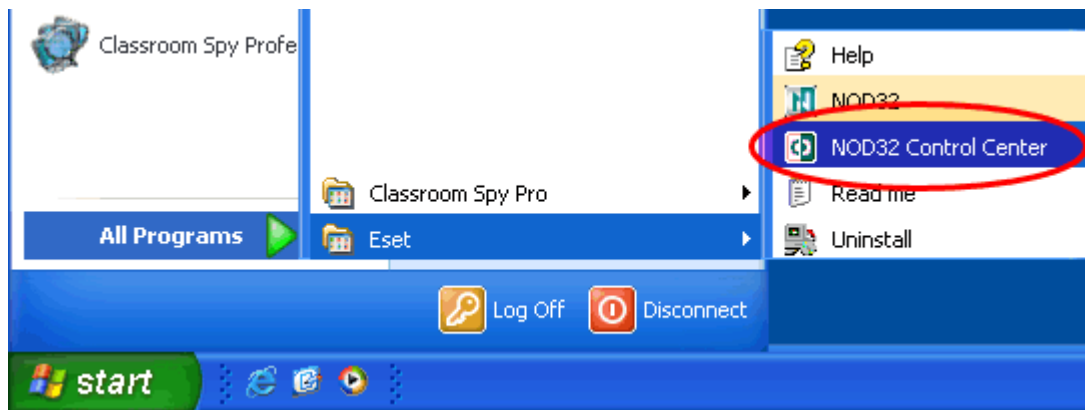 Classroom Spy Profe
All Programs
Classroom Spy Pro
Eset
Help
NOD32
NOD32 Control Center
Read me
Uninstall
Log Off
Disconnect
start